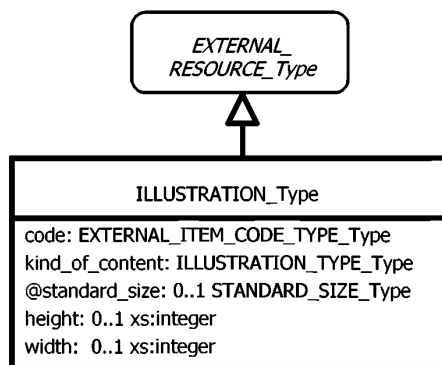 EXTERNAL_
RESOURCE_Type
ILLUSTRATION_Type
code: EXTERNAL_ITEM_CODE_TYPE_Type
kind_of_content: ILLUSTRATION_TYPE_Type
@standard_size: 0..1 STANDARD_SIZE_Type
height: 0..1 xs:integer
width: 0..1 xs:integer